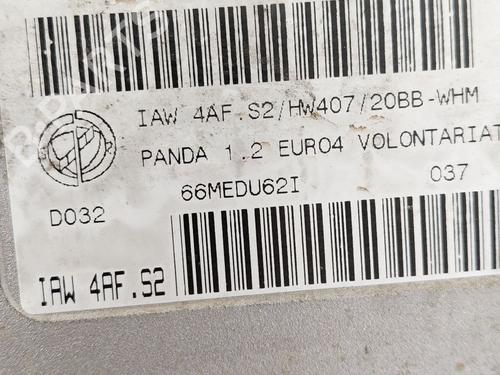 IAW 4AF.S2/HW407/20BB-WHM
PANDA 1.2 EURO4 VOLONTARIAT
66MEDU62I 037
D032
IAW 4AF.S2